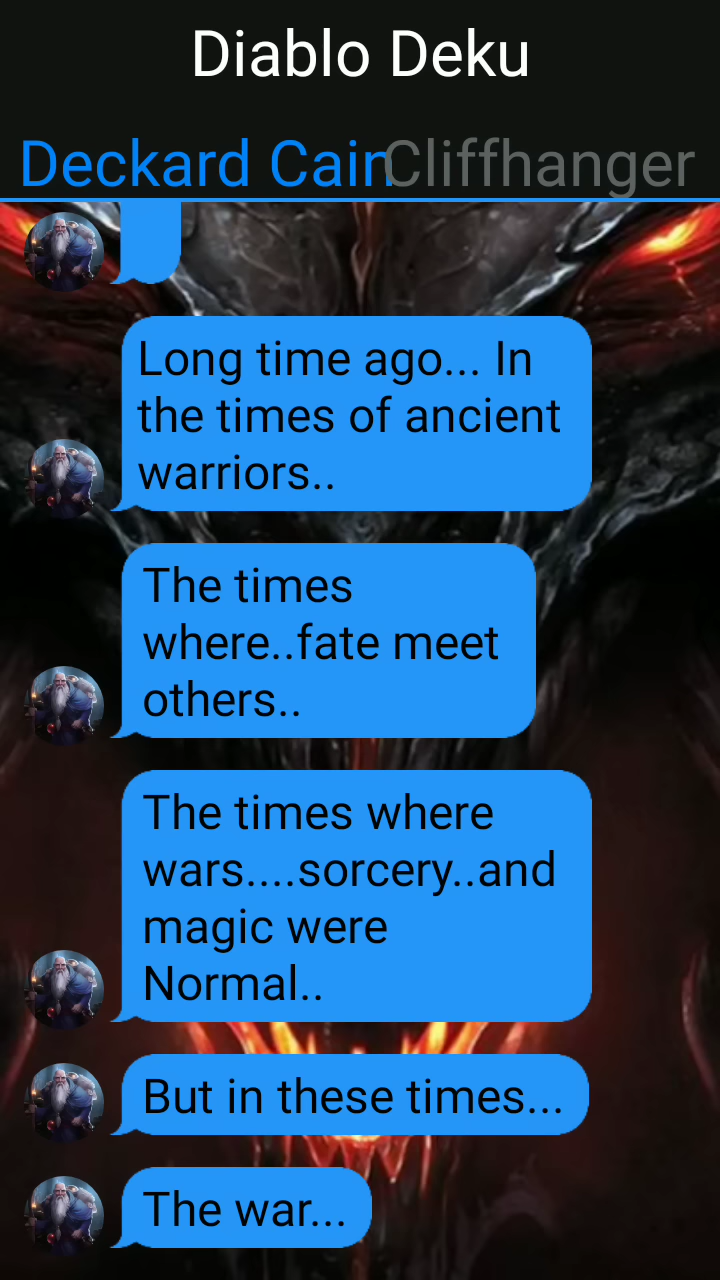 Diablo Deku
Deckard Cain
Cliffhanger
Long time ago... In
the times of ancient
warriors..
The times
where..fate meet
others..
The times where
wars....sorcery..and
magic were
Normal..
But in these times...
The war...